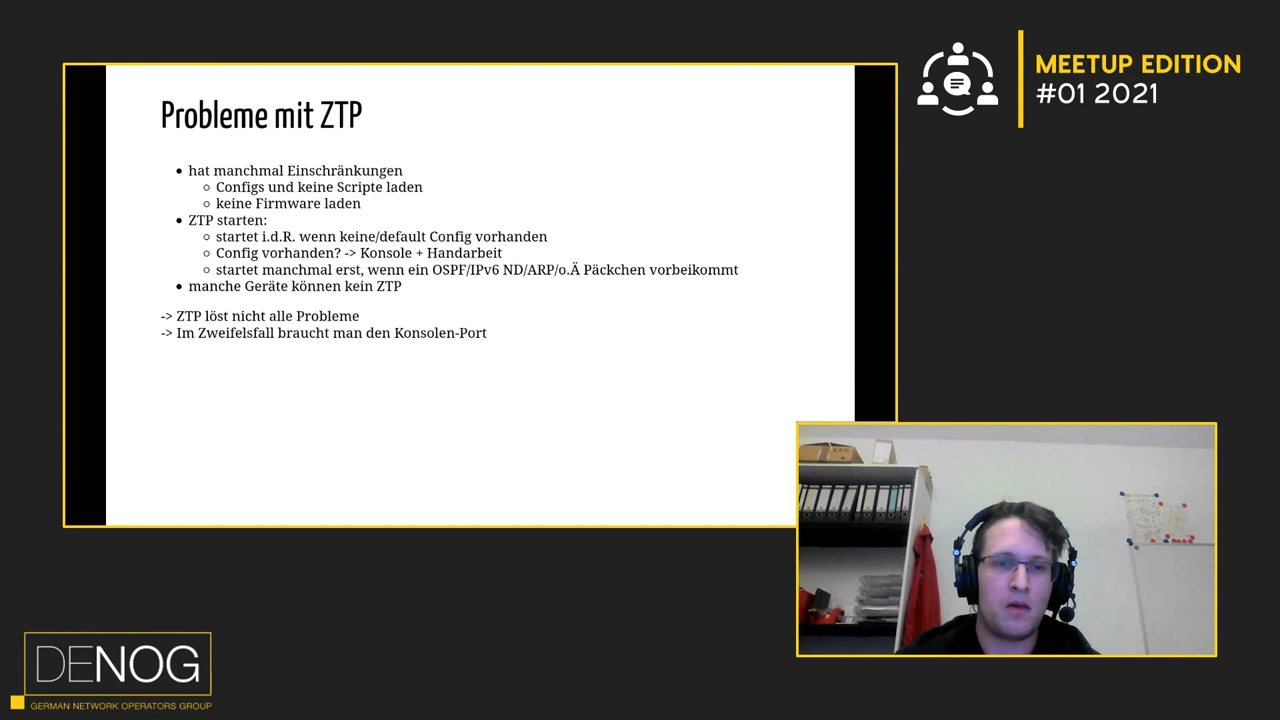 MEETUP EDITION
#01 2021
Probleme mit ZTP
• hat manchmal Einschränkungen
○ Configs und keine Scripte laden
○ keine Firmware laden
• ZTP starten:
○ startet i.d.R. wenn keine/default Config vorhanden
○ Config vorhanden? -> Konsole + Handarbeit
○ startet manchmal erst, wenn ein OSPF/IPv6 ND/ARP/o.Ä Päckchen vorbeikommt
• manche Geräte können kein ZTP
-> ZTP löst nicht alle Probleme
-> Im Zweifelsfall braucht man den Konsolen-Port
DENOG
GERMAN NETWORK OPERATORS GROUP